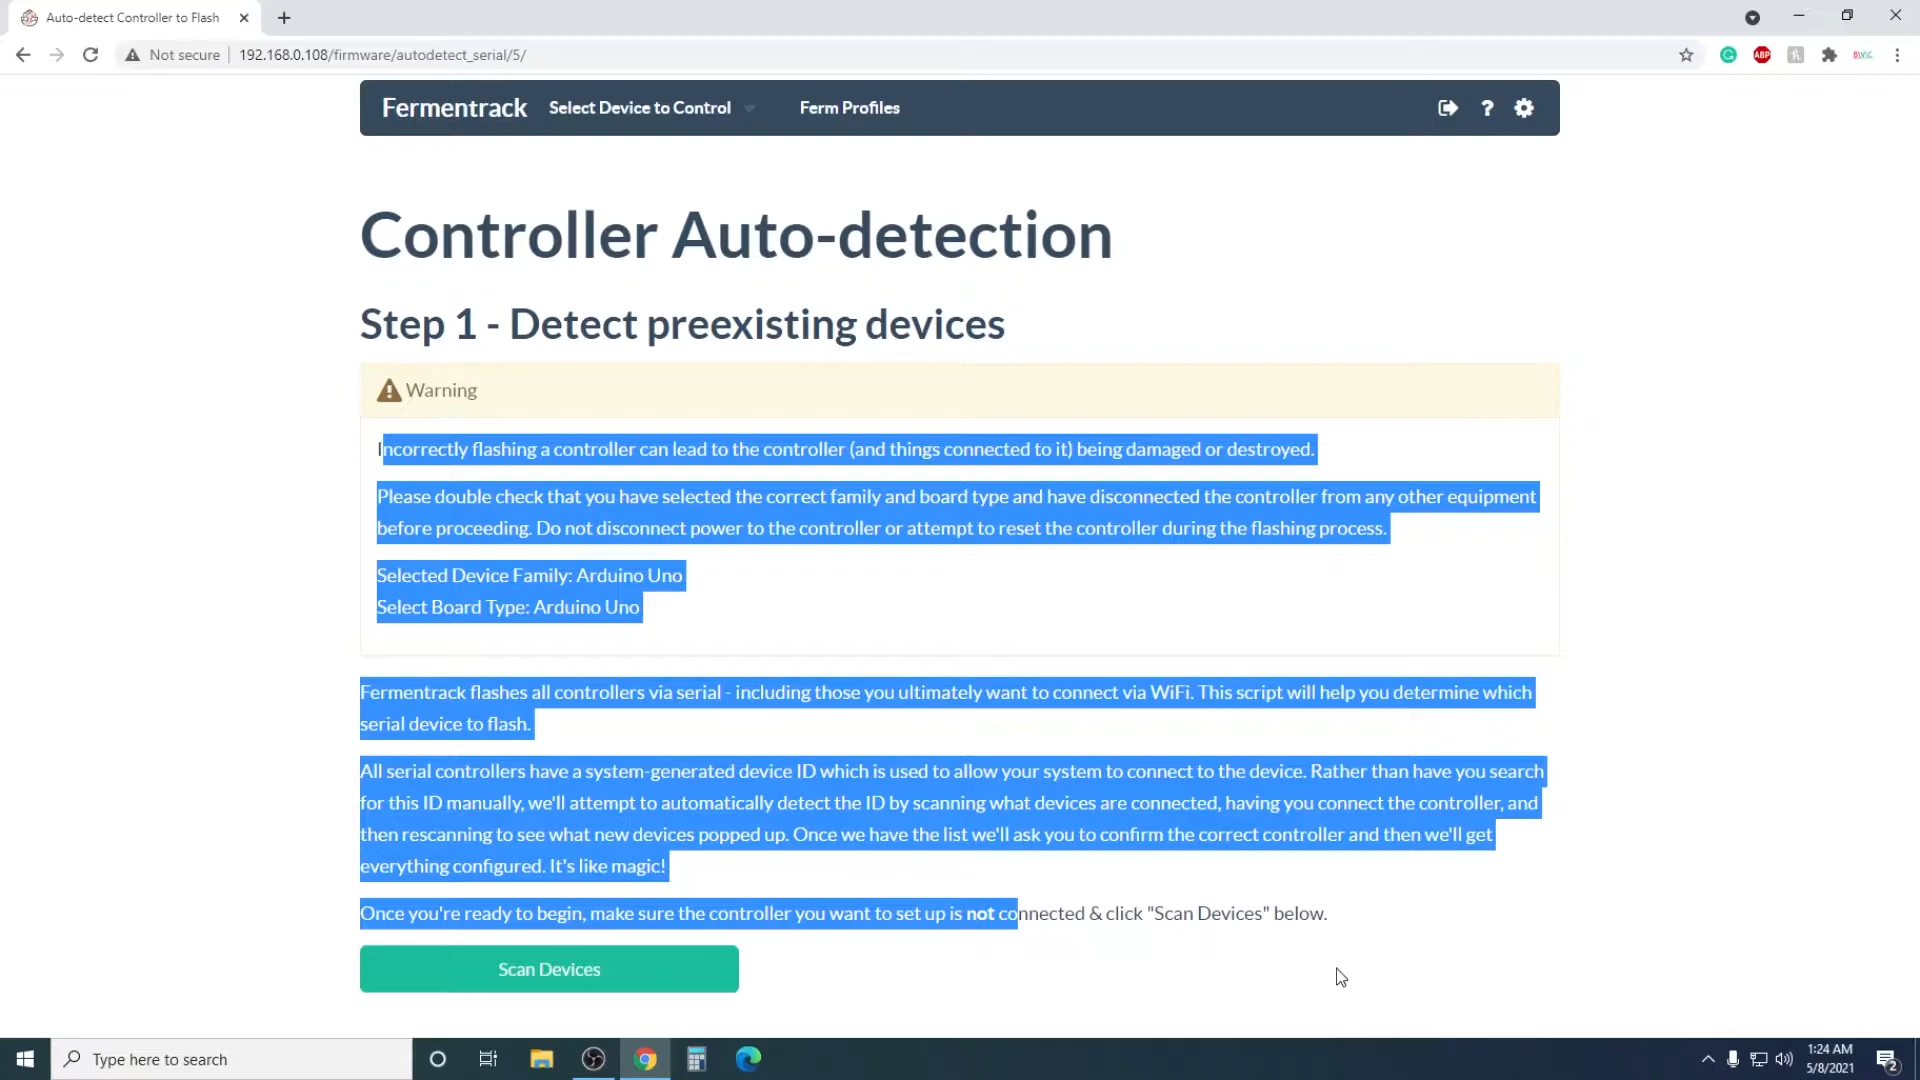 Auto-detect Controller to Flash
Not secure
192.168.0.108/firmware/autodetect_serial/5/
ABP
Fermentrack
Select Device to Control
Ferm Profiles
Controller Auto-detection
Step 1 - Detect preexisting devices
Warning
Incorrectly flashing a controller can lead to the controller (and things connected to it) being damaged or destroyed.
Please double check that you have selected the correct family and board type and have disconnected the controller from any other equipment
before proceeding. Do not disconnect power to the controller or attempt to reset the controller during the flashing process.
Selected Device Family: Arduino Uno
Select Board Type: Arduino Uno
Fermentrack flashes all controllers via serial - including those you ultimately want to connect via WiFi. This script will help you determine which
serial device to flash.
All serial controllers have a system-generated device ID which is used to allow your system to connect to the device. Rather than have you search
for this ID manually, we'll attempt to automatically detect the ID by scanning what devices are connected, having you connect the controller, and
then rescanning to see what new devices popped up. Once we have the list we'll ask you to confirm the correct controller and then we'll get
everything configured. It's like magic!
Once you're ready to begin, make sure the controller you want to set up is not connected & click "Scan Devices" below.
Scan Devices
Type here to search
1:24 AM
5/8/2021
2